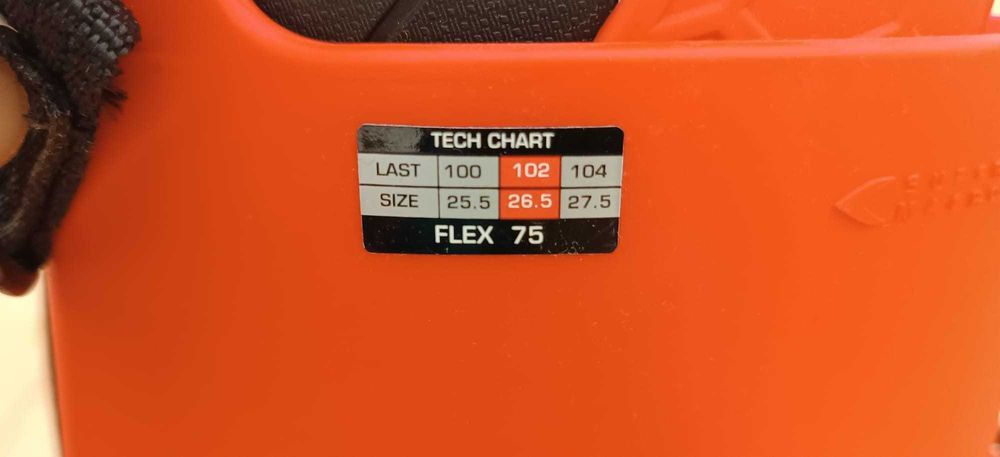 TECH CHART
LAST 100 102 104
SIZE 25.5 26.5 27.5
FLEX 75